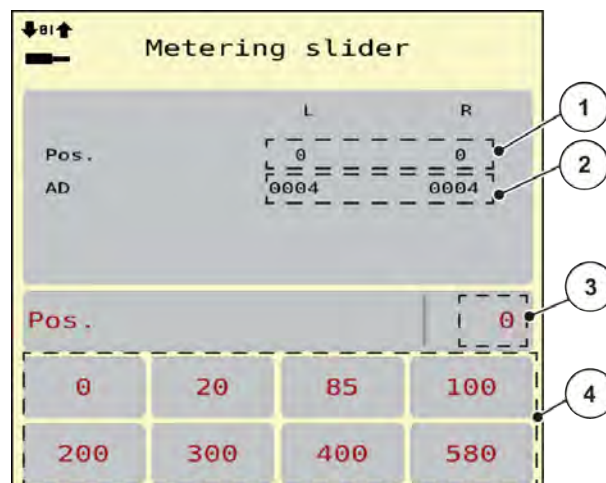 Metering slider
L R
Pos. 0 0
AD 0004 0004
Pos. 0
0 20 85 100
200 300 400 580
1
2
3
4